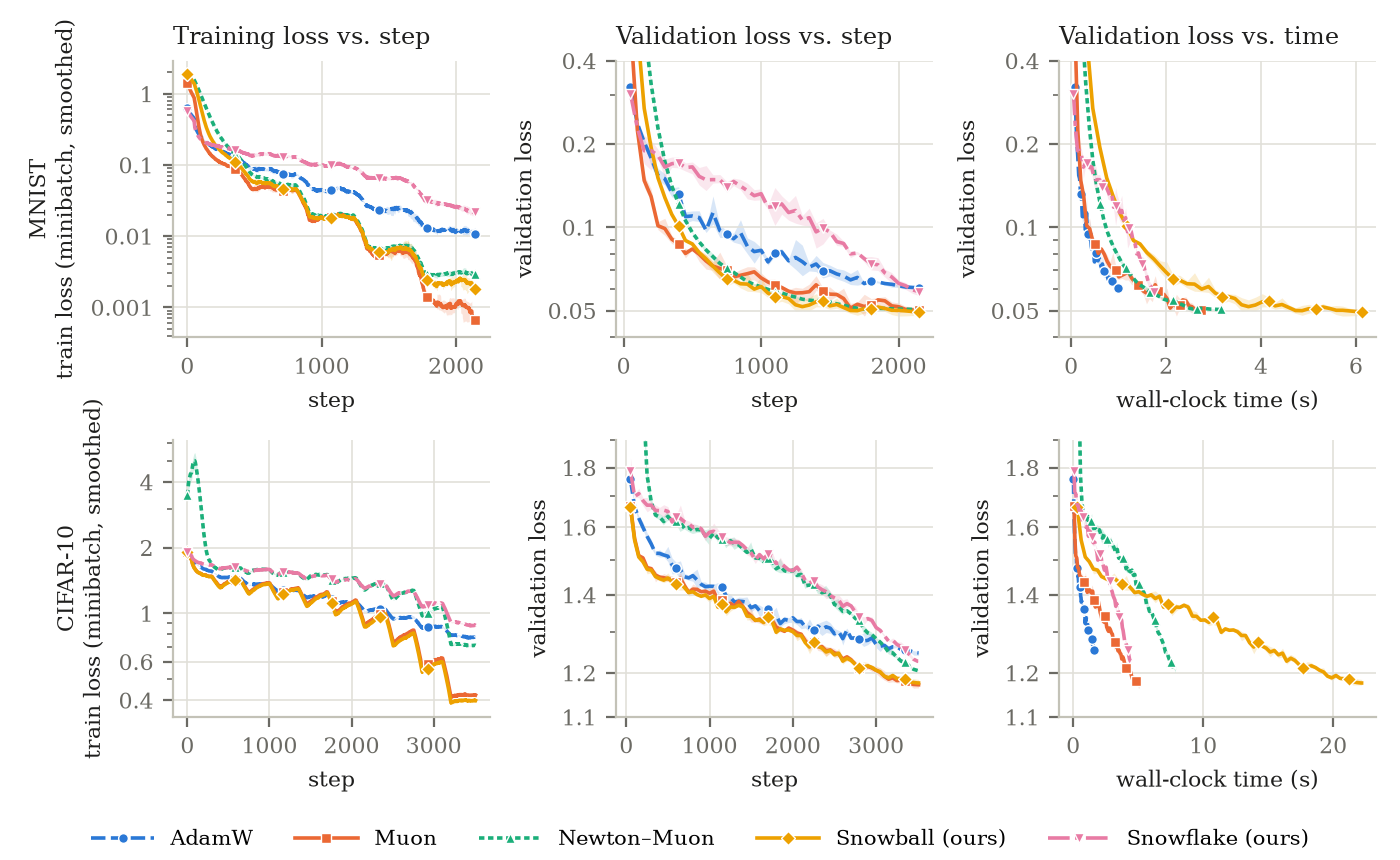 Training loss vs. step
Validation loss vs. step
Validation loss vs. time
MNIST
train loss (minibatch, smoothed)
1
0.1
0.01
0.001
0
1000
2000
step
validation loss
0.4
0.2
0.1
0.05
0
1000
2000
step
validation loss
0.4
0.2
0.1
0.05
0
2
4
6
wall-clock time (s)
CIFAR-10
train loss (minibatch, smoothed)
4
2
1
0.6
0.4
0
1000
2000
3000
step
validation loss
1.8
1.6
1.4
1.2
1.1
0
1000
2000
3000
step
validation loss
1.8
1.6
1.4
1.2
1.1
0
10
20
wall-clock time (s)
AdamW
Muon
Newton–Muon
Snowball (ours)
Snowflake (ours)